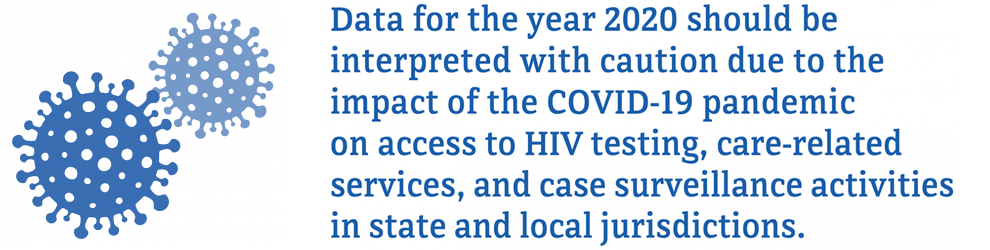 Data for the year 2020 should be
interpreted with caution due to the
impact of the COVID-19 pandemic
on access to HIV testing, care-related
services, and case surveillance activities
in state and local jurisdictions.